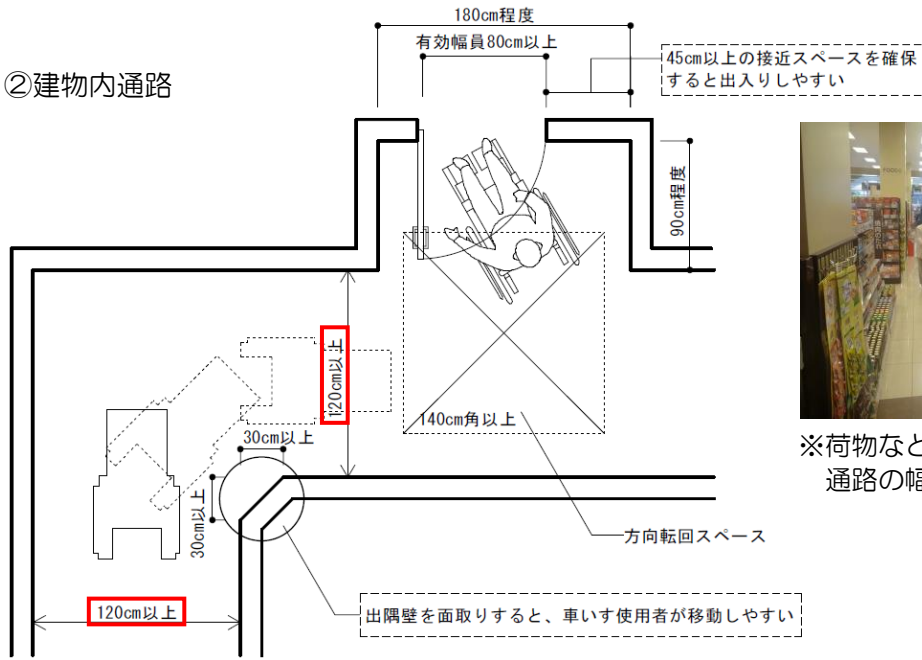 ②建物内通路
180cm程度
有効幅員80cm以上
45cm以上の接近スペースを確保
すると出入りしやすい
90cm程度
120cm以上
140cm角以上
30cm以上
30cm以上
※荷物など
通路の幅
方向転回スペース
120cm以上
出隅壁を面取りすると、車いす使用者が移動しやすい